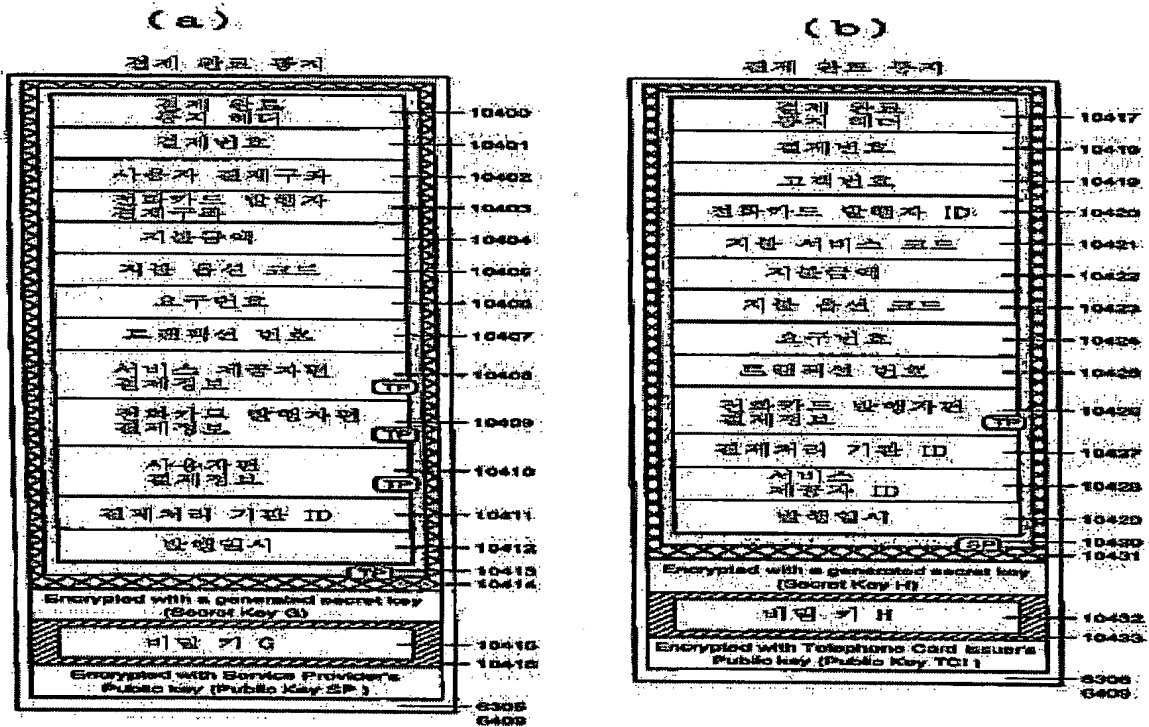 (a)
결제 완료 통지
결제 완료
통지 헤더
10400
결제번호
10401
사용자 결제구좌
10402
전화카드 발행자
결제구좌
10403
지불금액
10404
지불 옵션 코드
10405
요구번호
10406
트랜잭션 번호
10407
서비스 제공자편
결제정보
TP
10408
전화카드 발행자편
결제정보
TP
10409
사용자편
결제정보
TP
10410
결제처리 기관 ID
10411
발행일시
10412
TP
10413
10414
Encrypted with a generated secret key
(Secret Key G)
비밀 키 G
10415
10416
Encrypted with Service Provider's
Public key (Public Key SP)
6305
6409
(b)
결제 완료 통지
결제 완료
통지 헤더
10417
결제번호
10418
고객번호
10419
전화카드 발행자 ID
10420
지불 서비스 코드
10421
지불금액
10422
지불 옵션 코드
10423
요구번호
10424
트랜잭션 번호
10425
전화카드 발행자편
결제정보
TP
10426
결제처리 기관 ID
10427
서비스
제공자 ID
10428
발행일시
10429
SP
10430
10431
Encrypted with a generated secret key
(Secret Key H)
비밀 키 H
10432
10433
Encrypted with Telephone Card Issuer's
Public key (Public Key TCI)
6306
6409